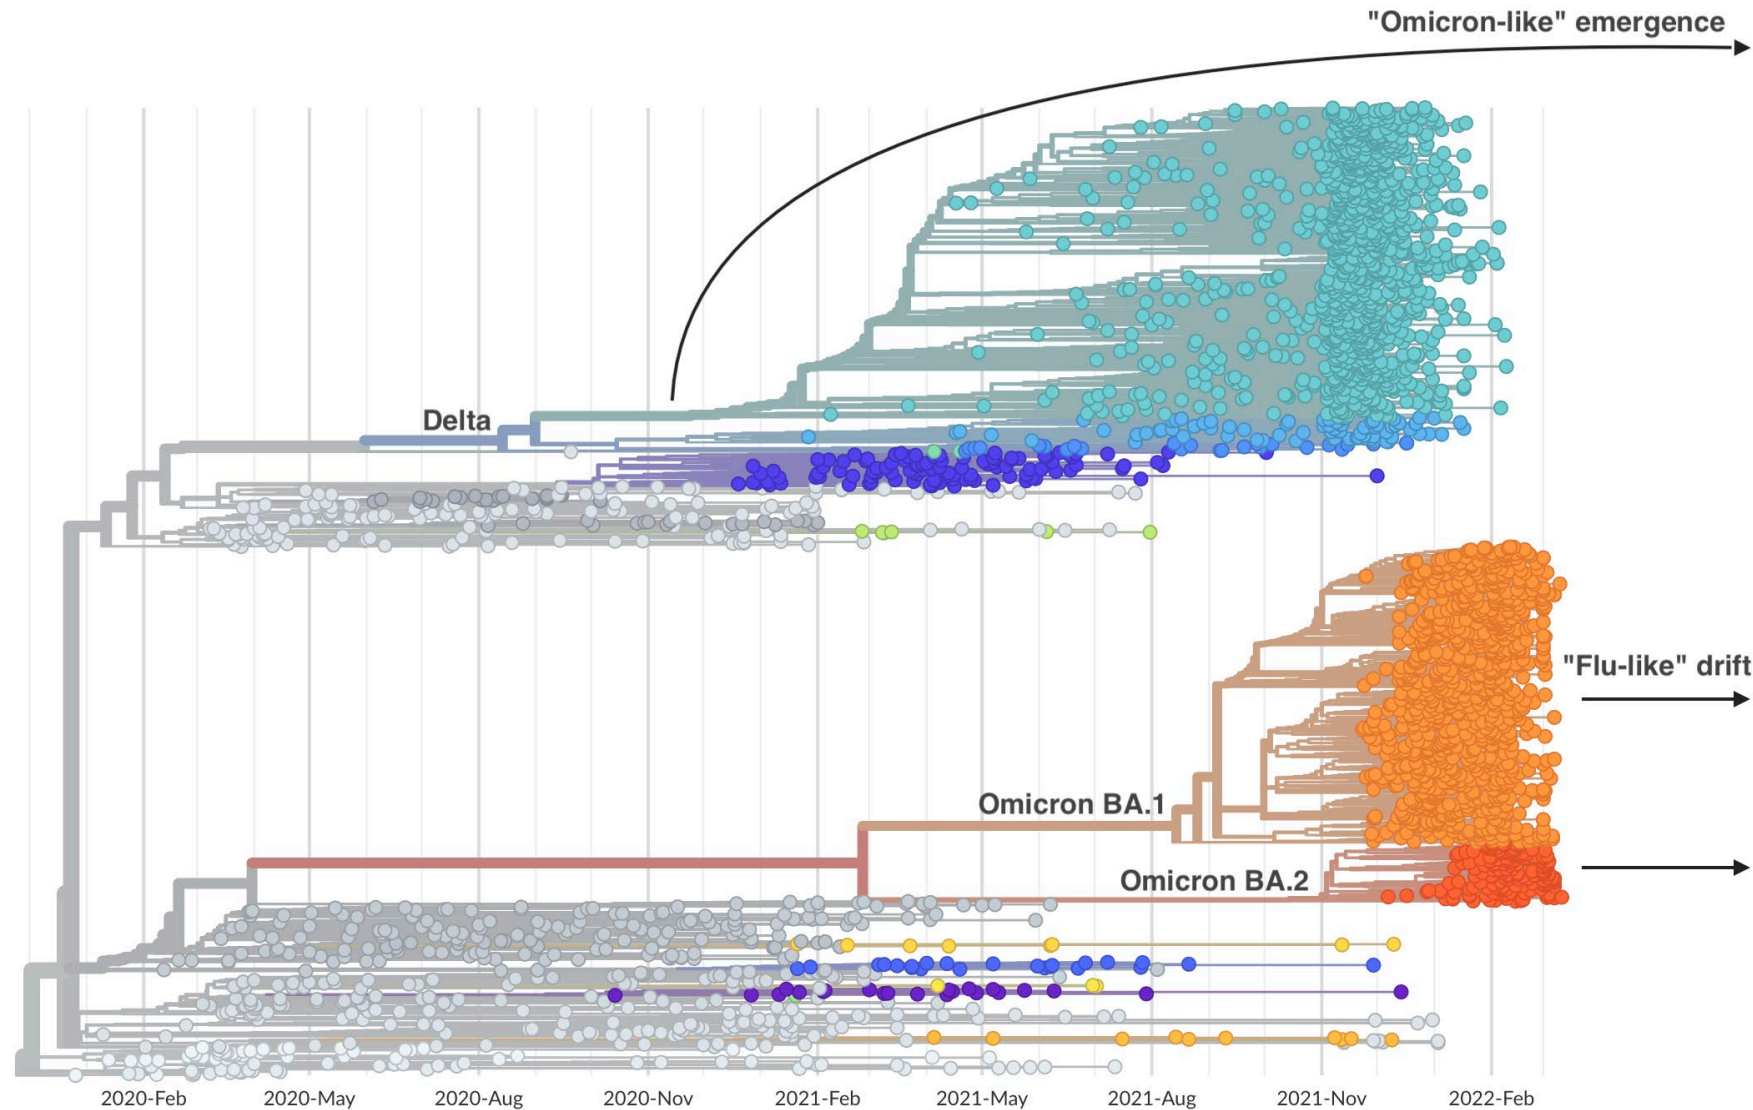 "Omicron-like" emergence
Delta
"Flu-like" drift
Omicron BA.1
Omicron BA.2
2020-Feb 2020-May 2020-Aug 2020-Nov 2021-Feb 2021-May 2021-Aug 2021-Nov 2022-Feb